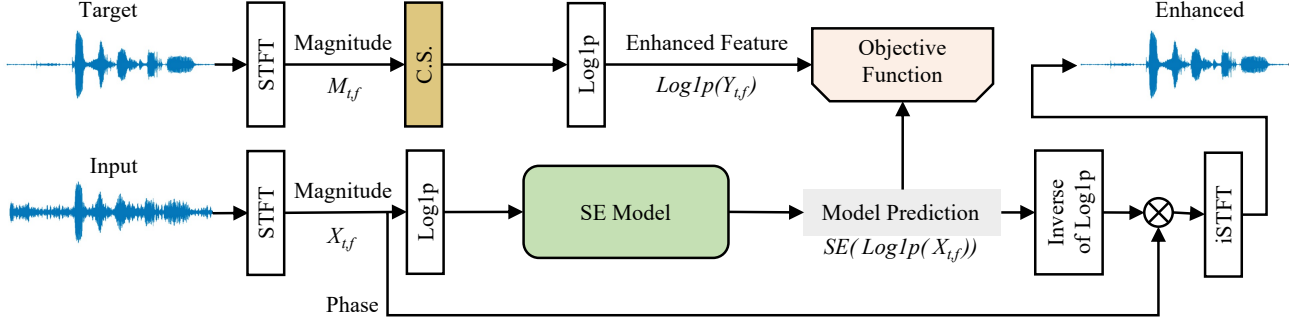 Target
STFT
Magnitude
M_{t,f}
C.S.
Log1p
Enhanced Feature
Log1p(Y_{t,f})
Objective
Function
Enhanced
Input
STFT
Magnitude
X_{t,f}
Log1p
SE Model
Model Prediction
SE( Log1p( X_{t,f}))
Inverse
of Log1p
iSTFT
Phase